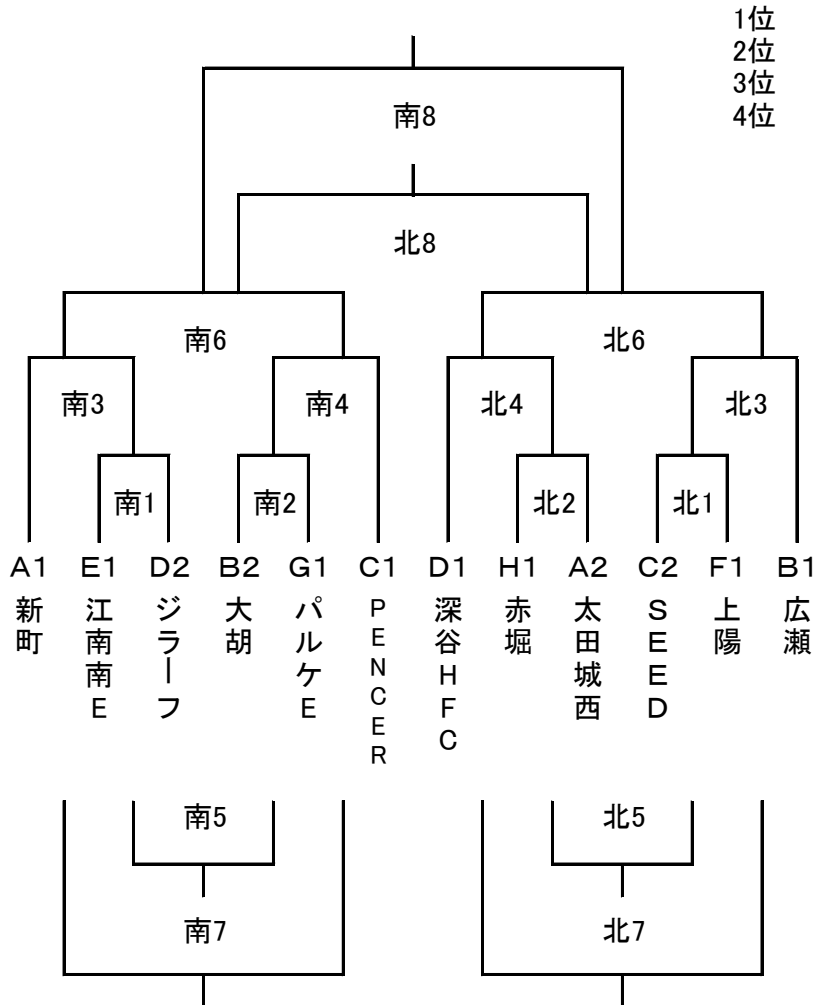 1位
2位
3位
4位
南8
北8
南6 北6
南3 南4 北4 北3
南1 南2 北2 北1
A1 E1 D2 B2 G1 C1 D1 H1 A2 C2 F1 B1
新町
江南南E
ジラーフ
大胡
パルケE
PENCER
深谷HFC
赤堀
太田城西
SEED
上陽
広瀬
南5 北5
南7 北7